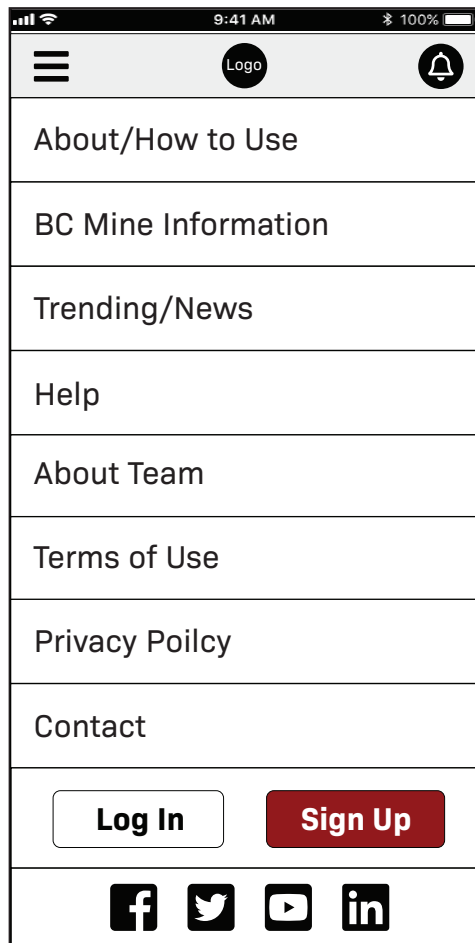 9:41 AM 100%
Logo
About/How to Use
BC Mine Information
Trending/News
Help
About Team
Terms of Use
Privacy Poilcy
Contact
Log In Sign Up